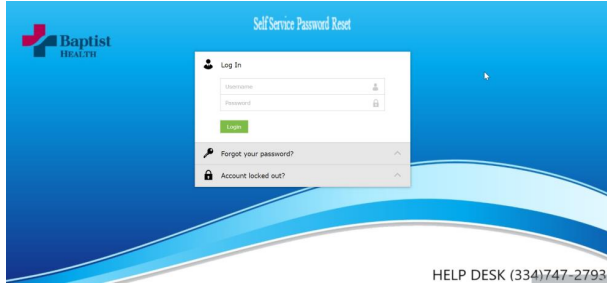 Self Service Password Reset
Baptist
HEALTH
Log In
Username
Password
Login
Forgot your password?
Account locked out?
HELP DESK (334)747-2793